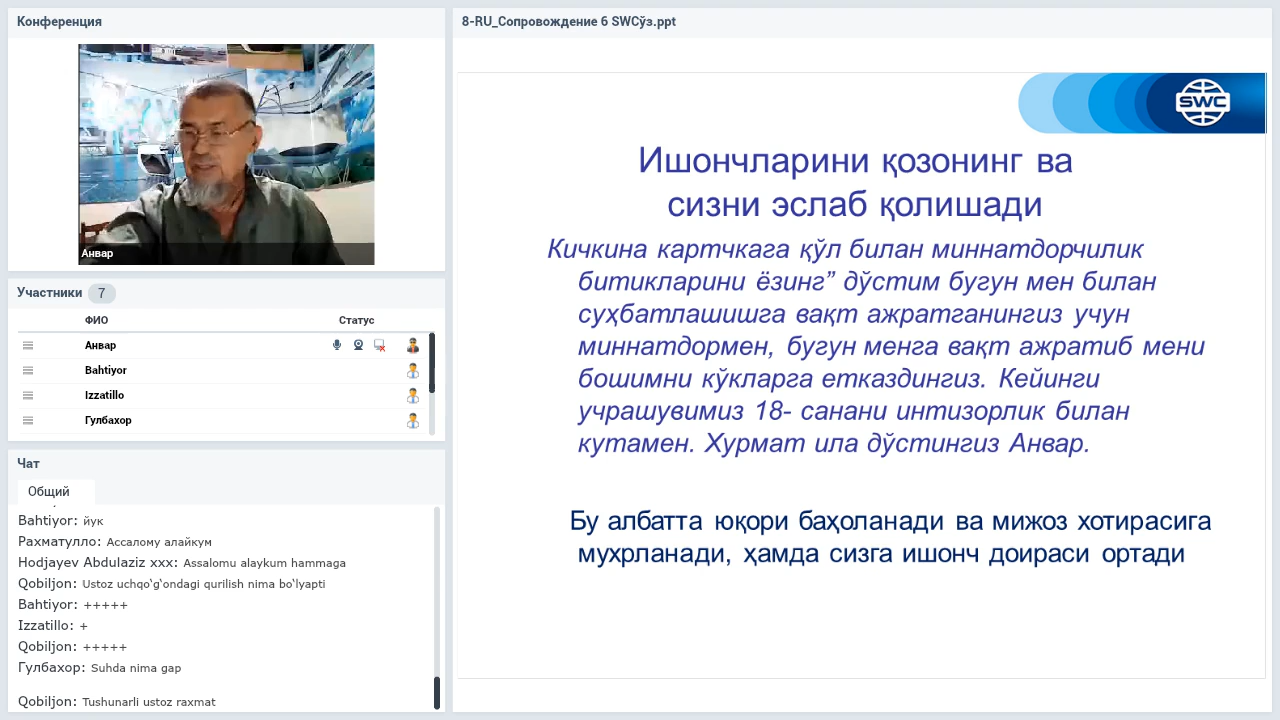 Конференция
Анвар
Участники 7
ФИО Статус
Анвар
Bahtiyor
Izzatillo
Гулбахор
Чат
Общий
Bahtiyor: йук
Рахматулло: Ассалому алайкум
Hodjayev Abdulaziz xxx: Assalomu alaykum hammaga
Qobiljon: Ustoz uchqo‘g‘ondagi qurilish nima bo‘lyapti
Bahtiyor: +++++
Izzatillo: +
Qobiljon: +++++
Гулбахор: Suhda nima gap
Qobiljon: Tushunarli ustoz raxmat
8-RU_Сопровождение 6 SWCўз.ppt
SWC
Ишончларини қозонинг ва
сизни эслаб қолишади
Кичкина картчкага қўл билан миннатдорчилик
битикларини ёзинг” дўстим бугун мен билан
суҳбатлашишга вақт ажратганингиз учун
миннатдормен, бугун менга вақт ажратиб мени
бошимни кўкларга етказдингиз. Кейинги
учрашувимиз 18- санани интизорлик билан
кутамен. Хурмат ила дўстингиз Анвар.
Бу албатта юқори баҳоланади ва мижоз хотирасига
мухрланади, ҳамда сизга ишонч доираси ортади